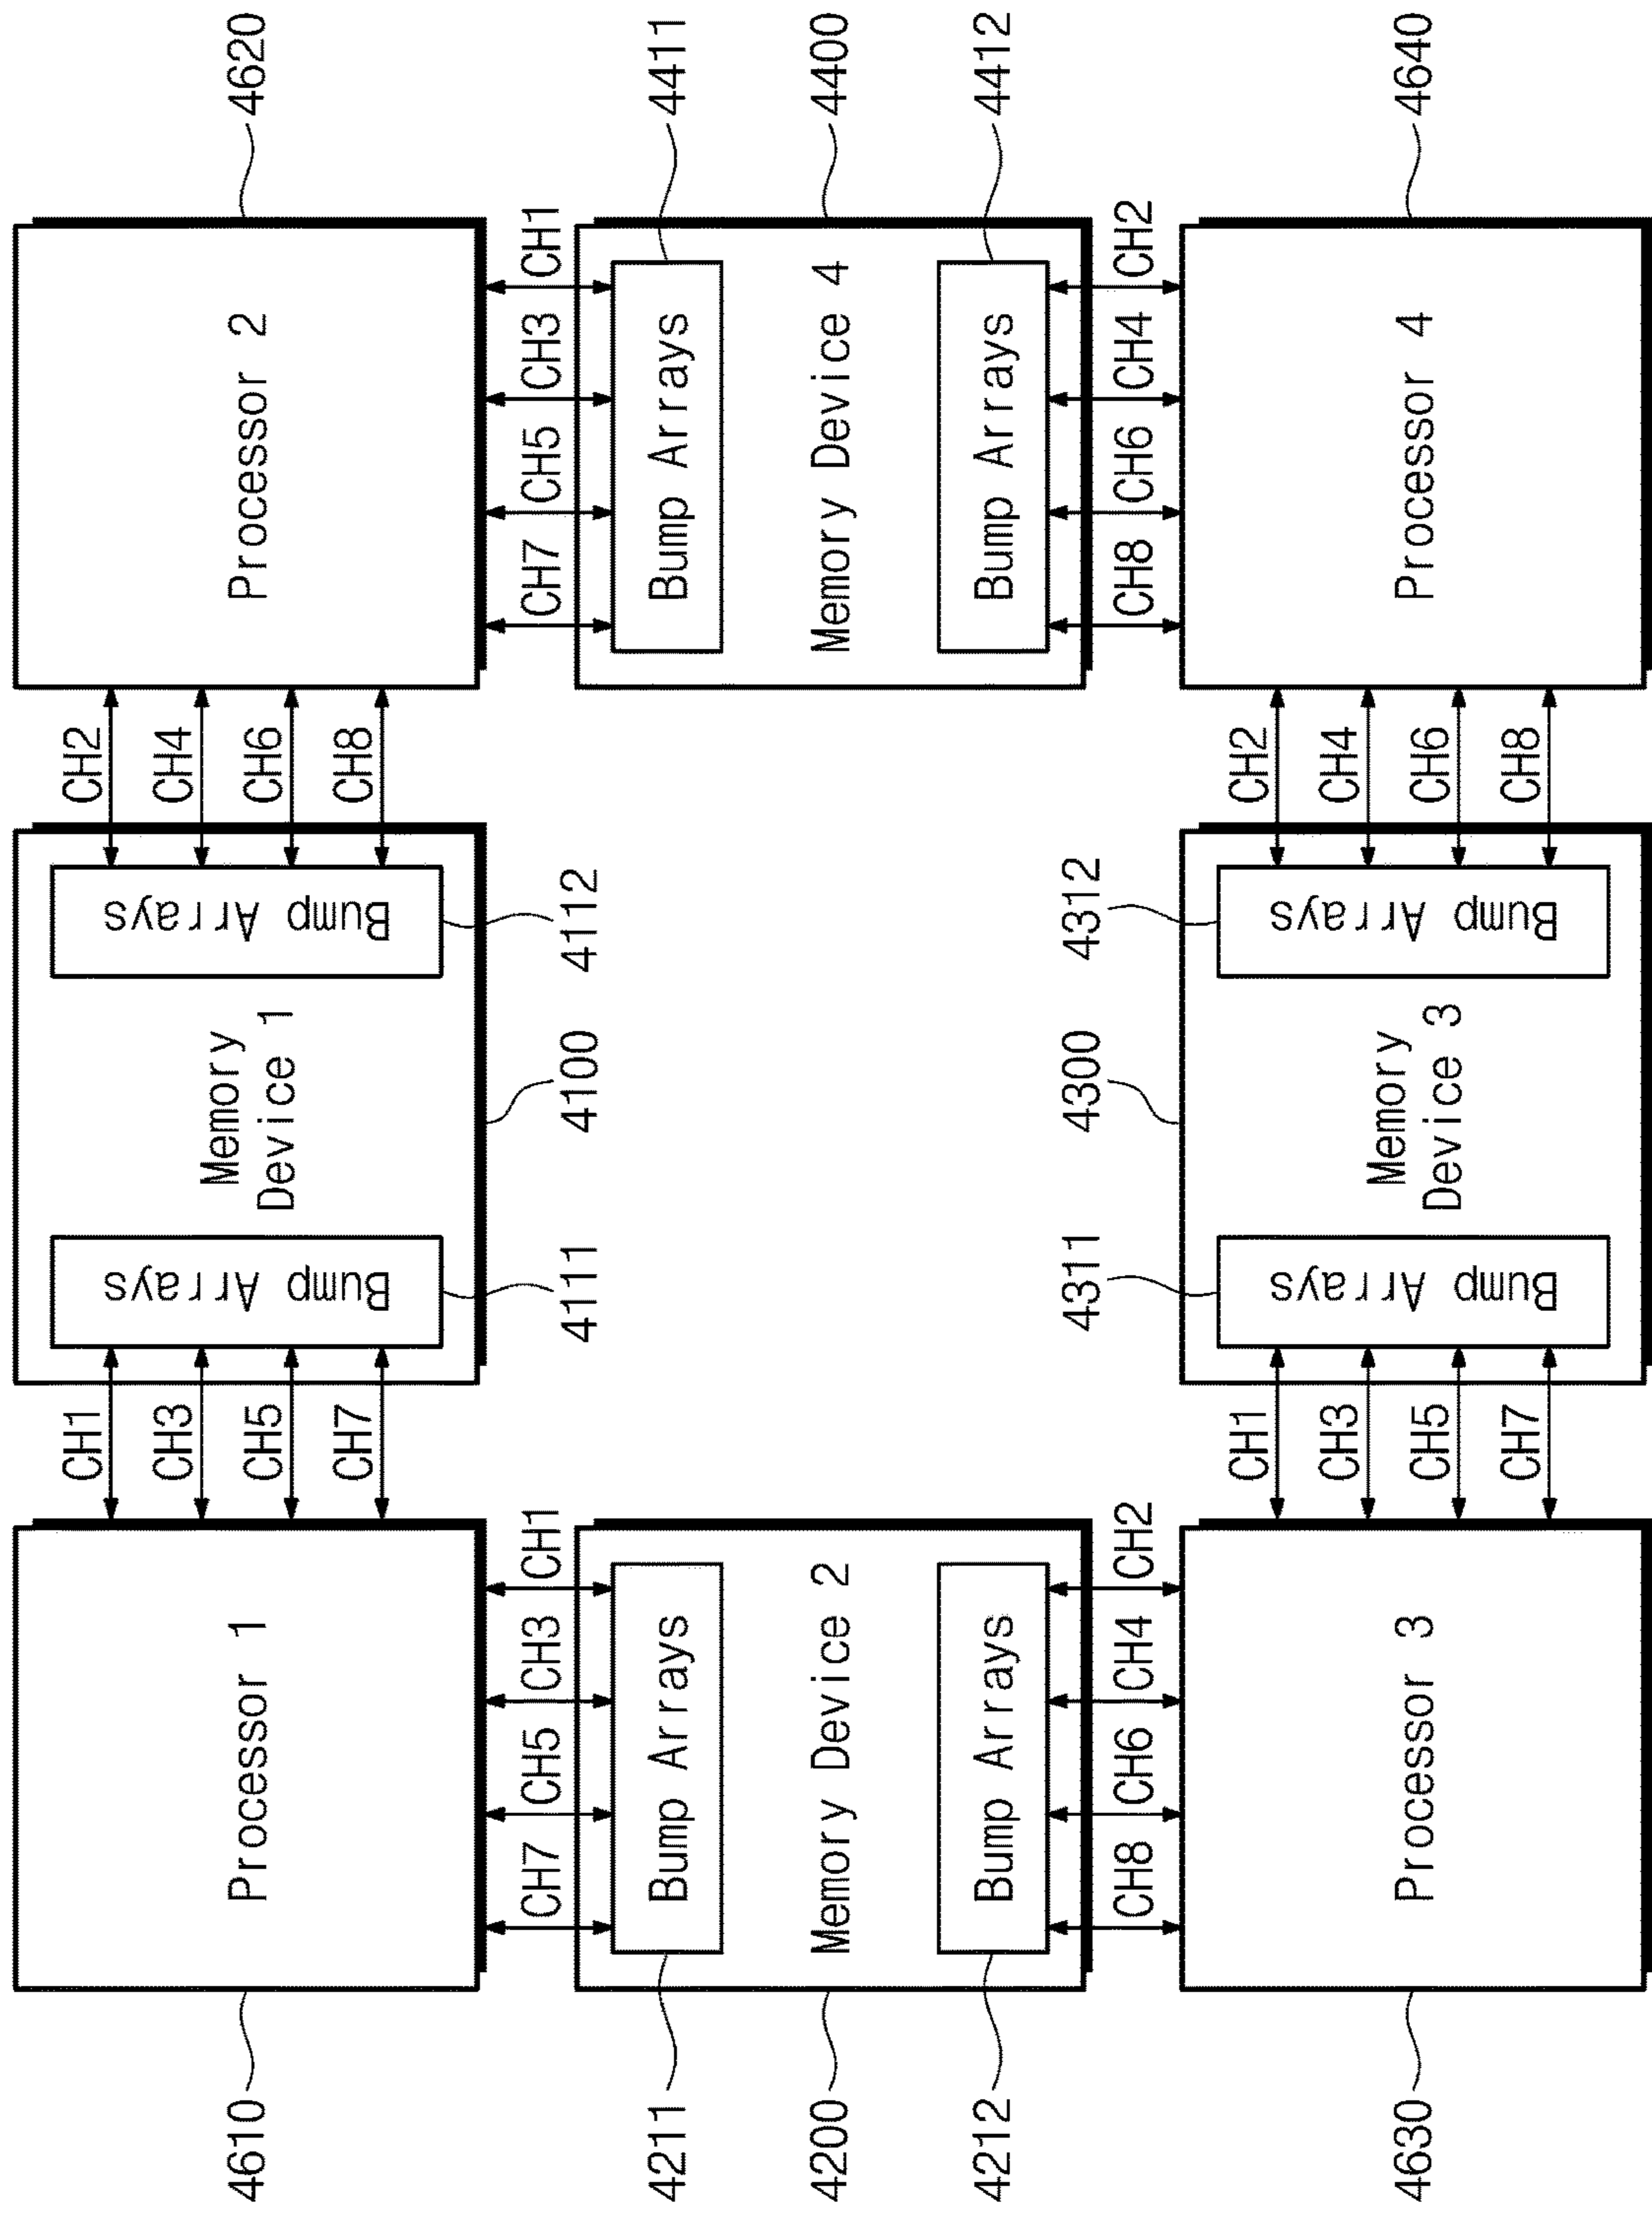 4610
Processor 1
CH1
CH3
CH5
CH7
Bump Arrays
Memory
Device 1
Bump Arrays
CH2
CH4
CH6
CH8
Processor 2
4620
CH7 CH5 CH3 CH1
4111
4100
4112
CH7 CH5 CH3 CH1
4211
Bump Arrays
Bump Arrays
4411
4200
Memory Device 2
Memory Device 4
4400
4212
Bump Arrays
Bump Arrays
4412
CH8 CH6 CH4 CH2
4311
4300
4312
CH8 CH6 CH4 CH2
4630
Processor 3
CH1
CH3
CH5
CH7
Bump Arrays
Memory
Device 3
Bump Arrays
CH2
CH4
CH6
CH8
Processor 4
4640